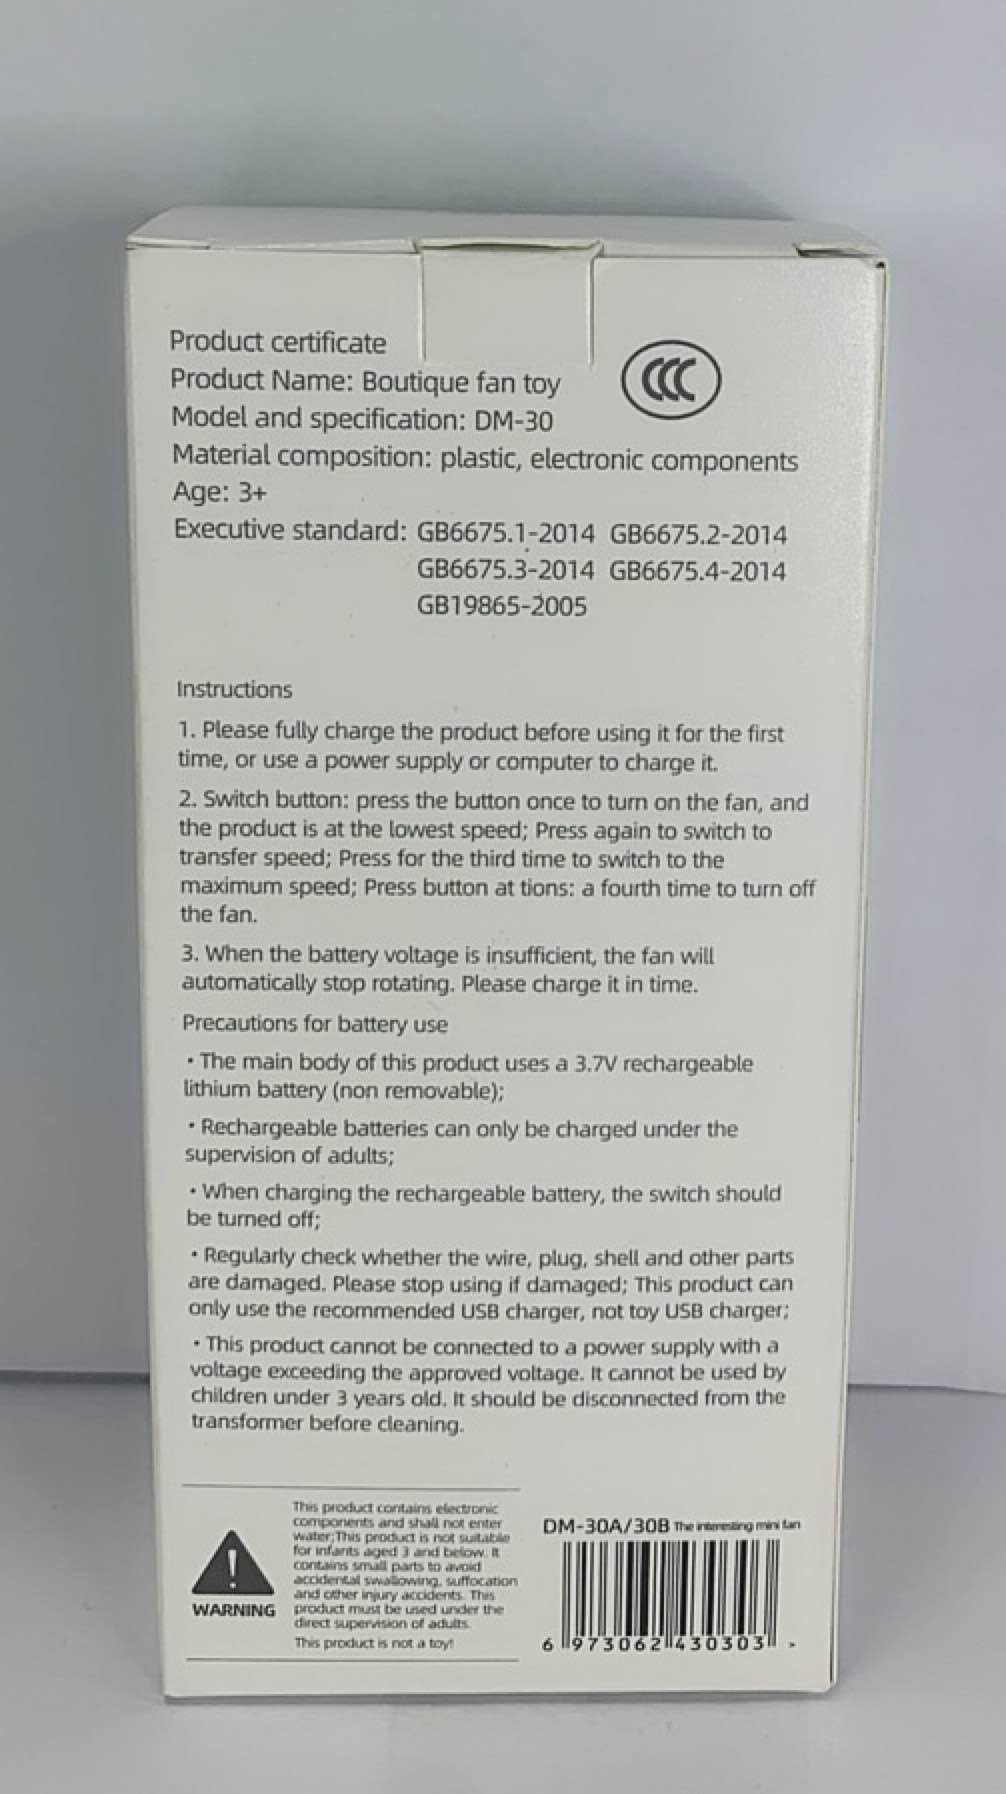 Product certificate
Product Name: Boutique fan toy
CCC
Model and specification: DM-30
Material composition: plastic, electronic components
Age: 3+
Executive standard: GB6675.1-2014 GB6675.2-2014
GB6675.3-2014 GB6675.4-2014
GB19865-2005
Instructions
1. Please fully charge the product before using it for the first
time, or use a power supply or computer to charge it.
2. Switch button: press the button once to turn on the fan, and
the product is at the lowest speed; Press again to switch to
transfer speed; Press for the third time to switch to the
maximum speed; Press button at tions: a fourth time to turn off
the fan.
3. When the battery voltage is insufficient, the fan will
automatically stop rotating. Please charge it in time.
Precautions for battery use
• The main body of this product uses a 3.7V rechargeable
lithium battery (non removable);
• Rechargeable batteries can only be charged under the
supervision of adults;
• When charging the rechargeable battery, the switch should
be turned off;
• Regularly check whether the wire, plug, shell and other parts
are damaged. Please stop using if damaged; This product can
only use the recommended USB charger, not toy USB charger;
• This product cannot be connected to a power supply with a
voltage exceeding the approved voltage. It cannot be used by
children under 3 years old. It should be disconnected from the
transformer before cleaning.
WARNING
This product contains electronic
components and shall not enter
water;This product is not suitable
for infants aged 3 and below. It
contains small parts to avoid
accidental swallowing, suffocation
and other injury accidents. This
product must be used under the
direct supervision of adults.
This product is not a toy!
DM-30A/30B The interesting mini fan
6 973062 430303 >